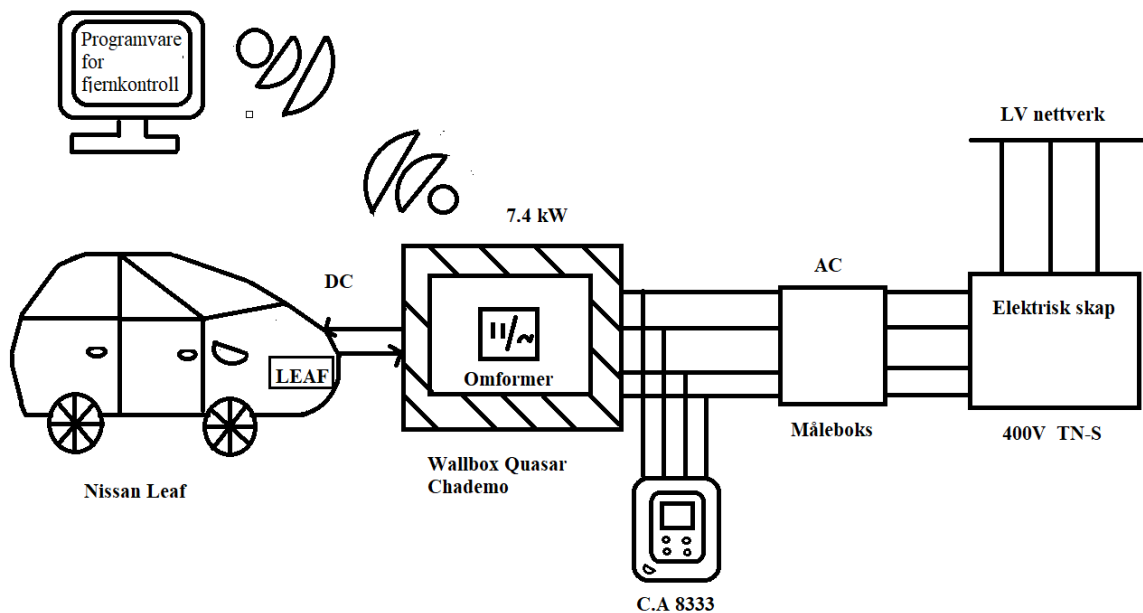 Programvare
for
fjernkontroll
LV nettverk
7.4 kW
DC
AC
Elektrisk skap
LEAF
Omformer
Måleboks
400V TN-S
Wallbox Quasar
Chademo
Nissan Leaf
C.A 8333